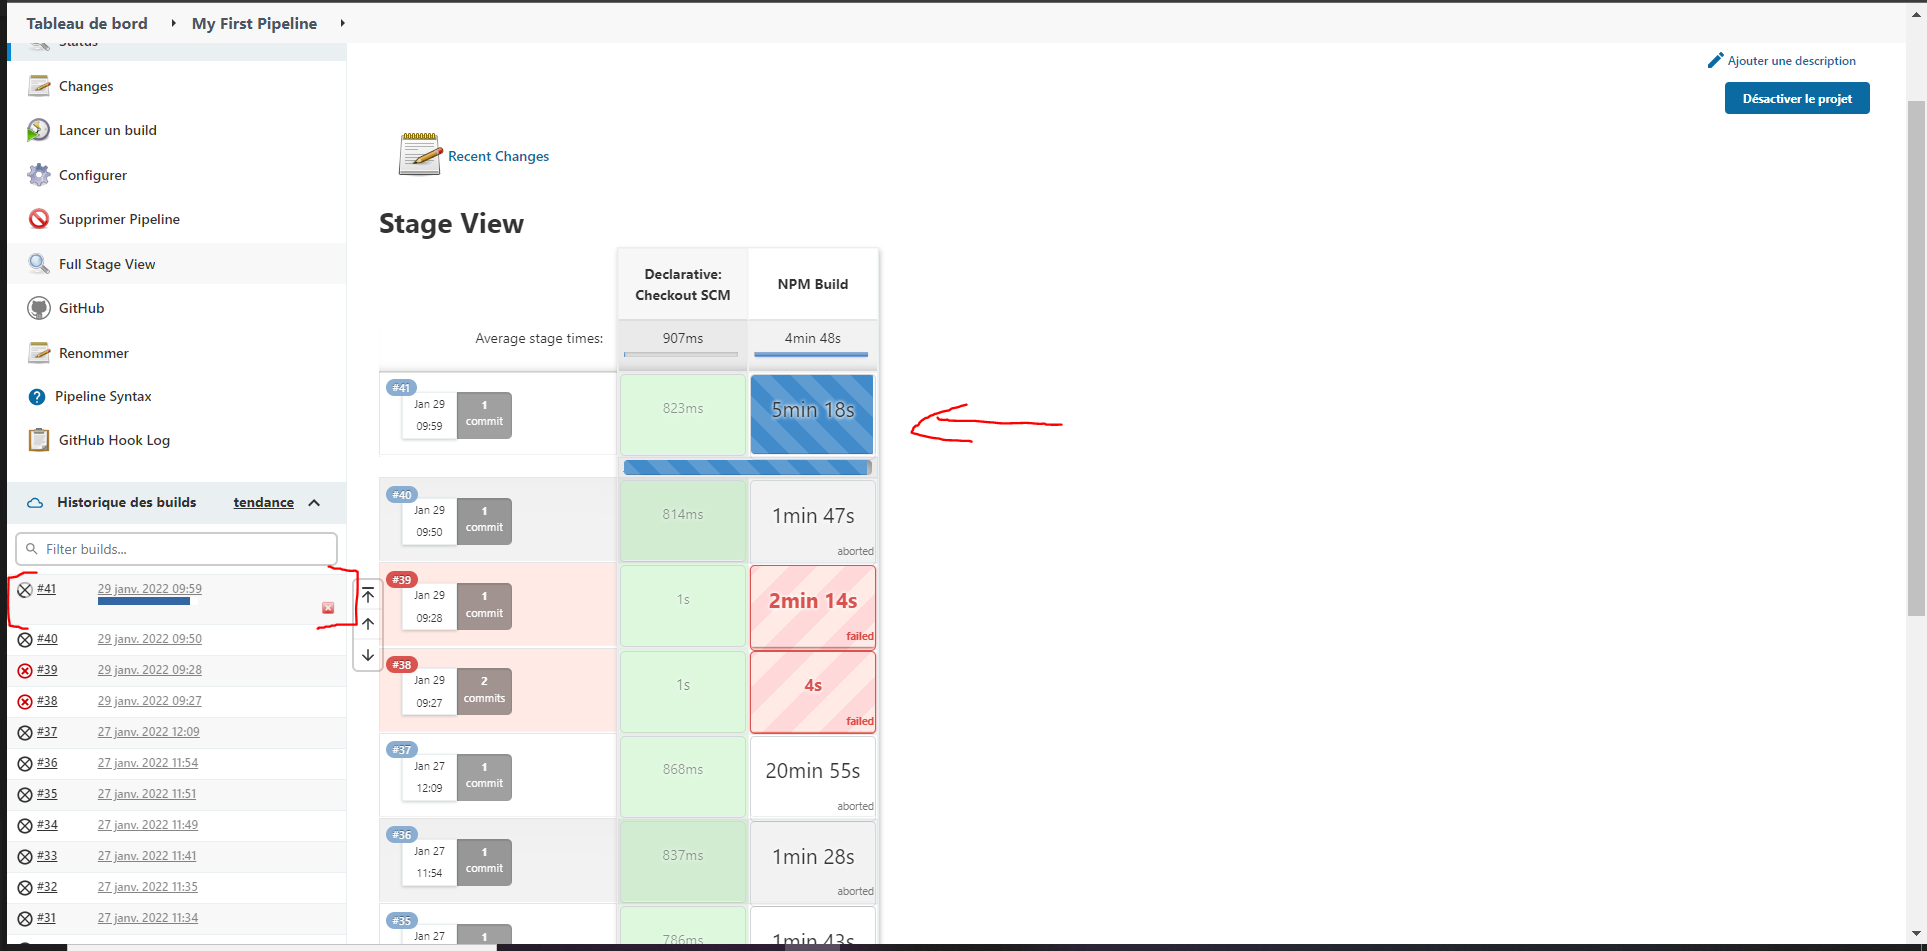 Tableau de bord
My First Pipeline
Status
Changes
Lancer un build
Configurer
Supprimer Pipeline
Full Stage View
GitHub
Renommer
Pipeline Syntax
GitHub Hook Log
Historique des builds tendance
Filter builds...
#41 29 janv. 2022 09:59
#40 29 janv. 2022 09:50
#39 29 janv. 2022 09:28
#38 29 janv. 2022 09:27
#37 27 janv. 2022 12:09
#36 27 janv. 2022 11:54
#35 27 janv. 2022 11:51
#34 27 janv. 2022 11:49
#33 27 janv. 2022 11:41
#32 27 janv. 2022 11:35
#31 27 janv. 2022 11:34
Ajouter une description
Désactiver le projet
Recent Changes
Stage View
Declarative:
Checkout SCM
NPM Build
Average stage times:
907ms
4min 48s
#41
Jan 29
09:59
1
commit
823ms
5min 18s
#40
Jan 29
09:50
1
commit
814ms
1min 47s
aborted
#39
Jan 29
09:28
1
commit
1s
2min 14s
failed
#38
Jan 29
09:27
2
commits
1s
4s
failed
#37
Jan 27
12:09
1
commit
868ms
20min 55s
aborted
#36
Jan 27
11:54
1
commit
837ms
1min 28s
aborted
#35
Jan 27
1
commit
786ms
1min 43s